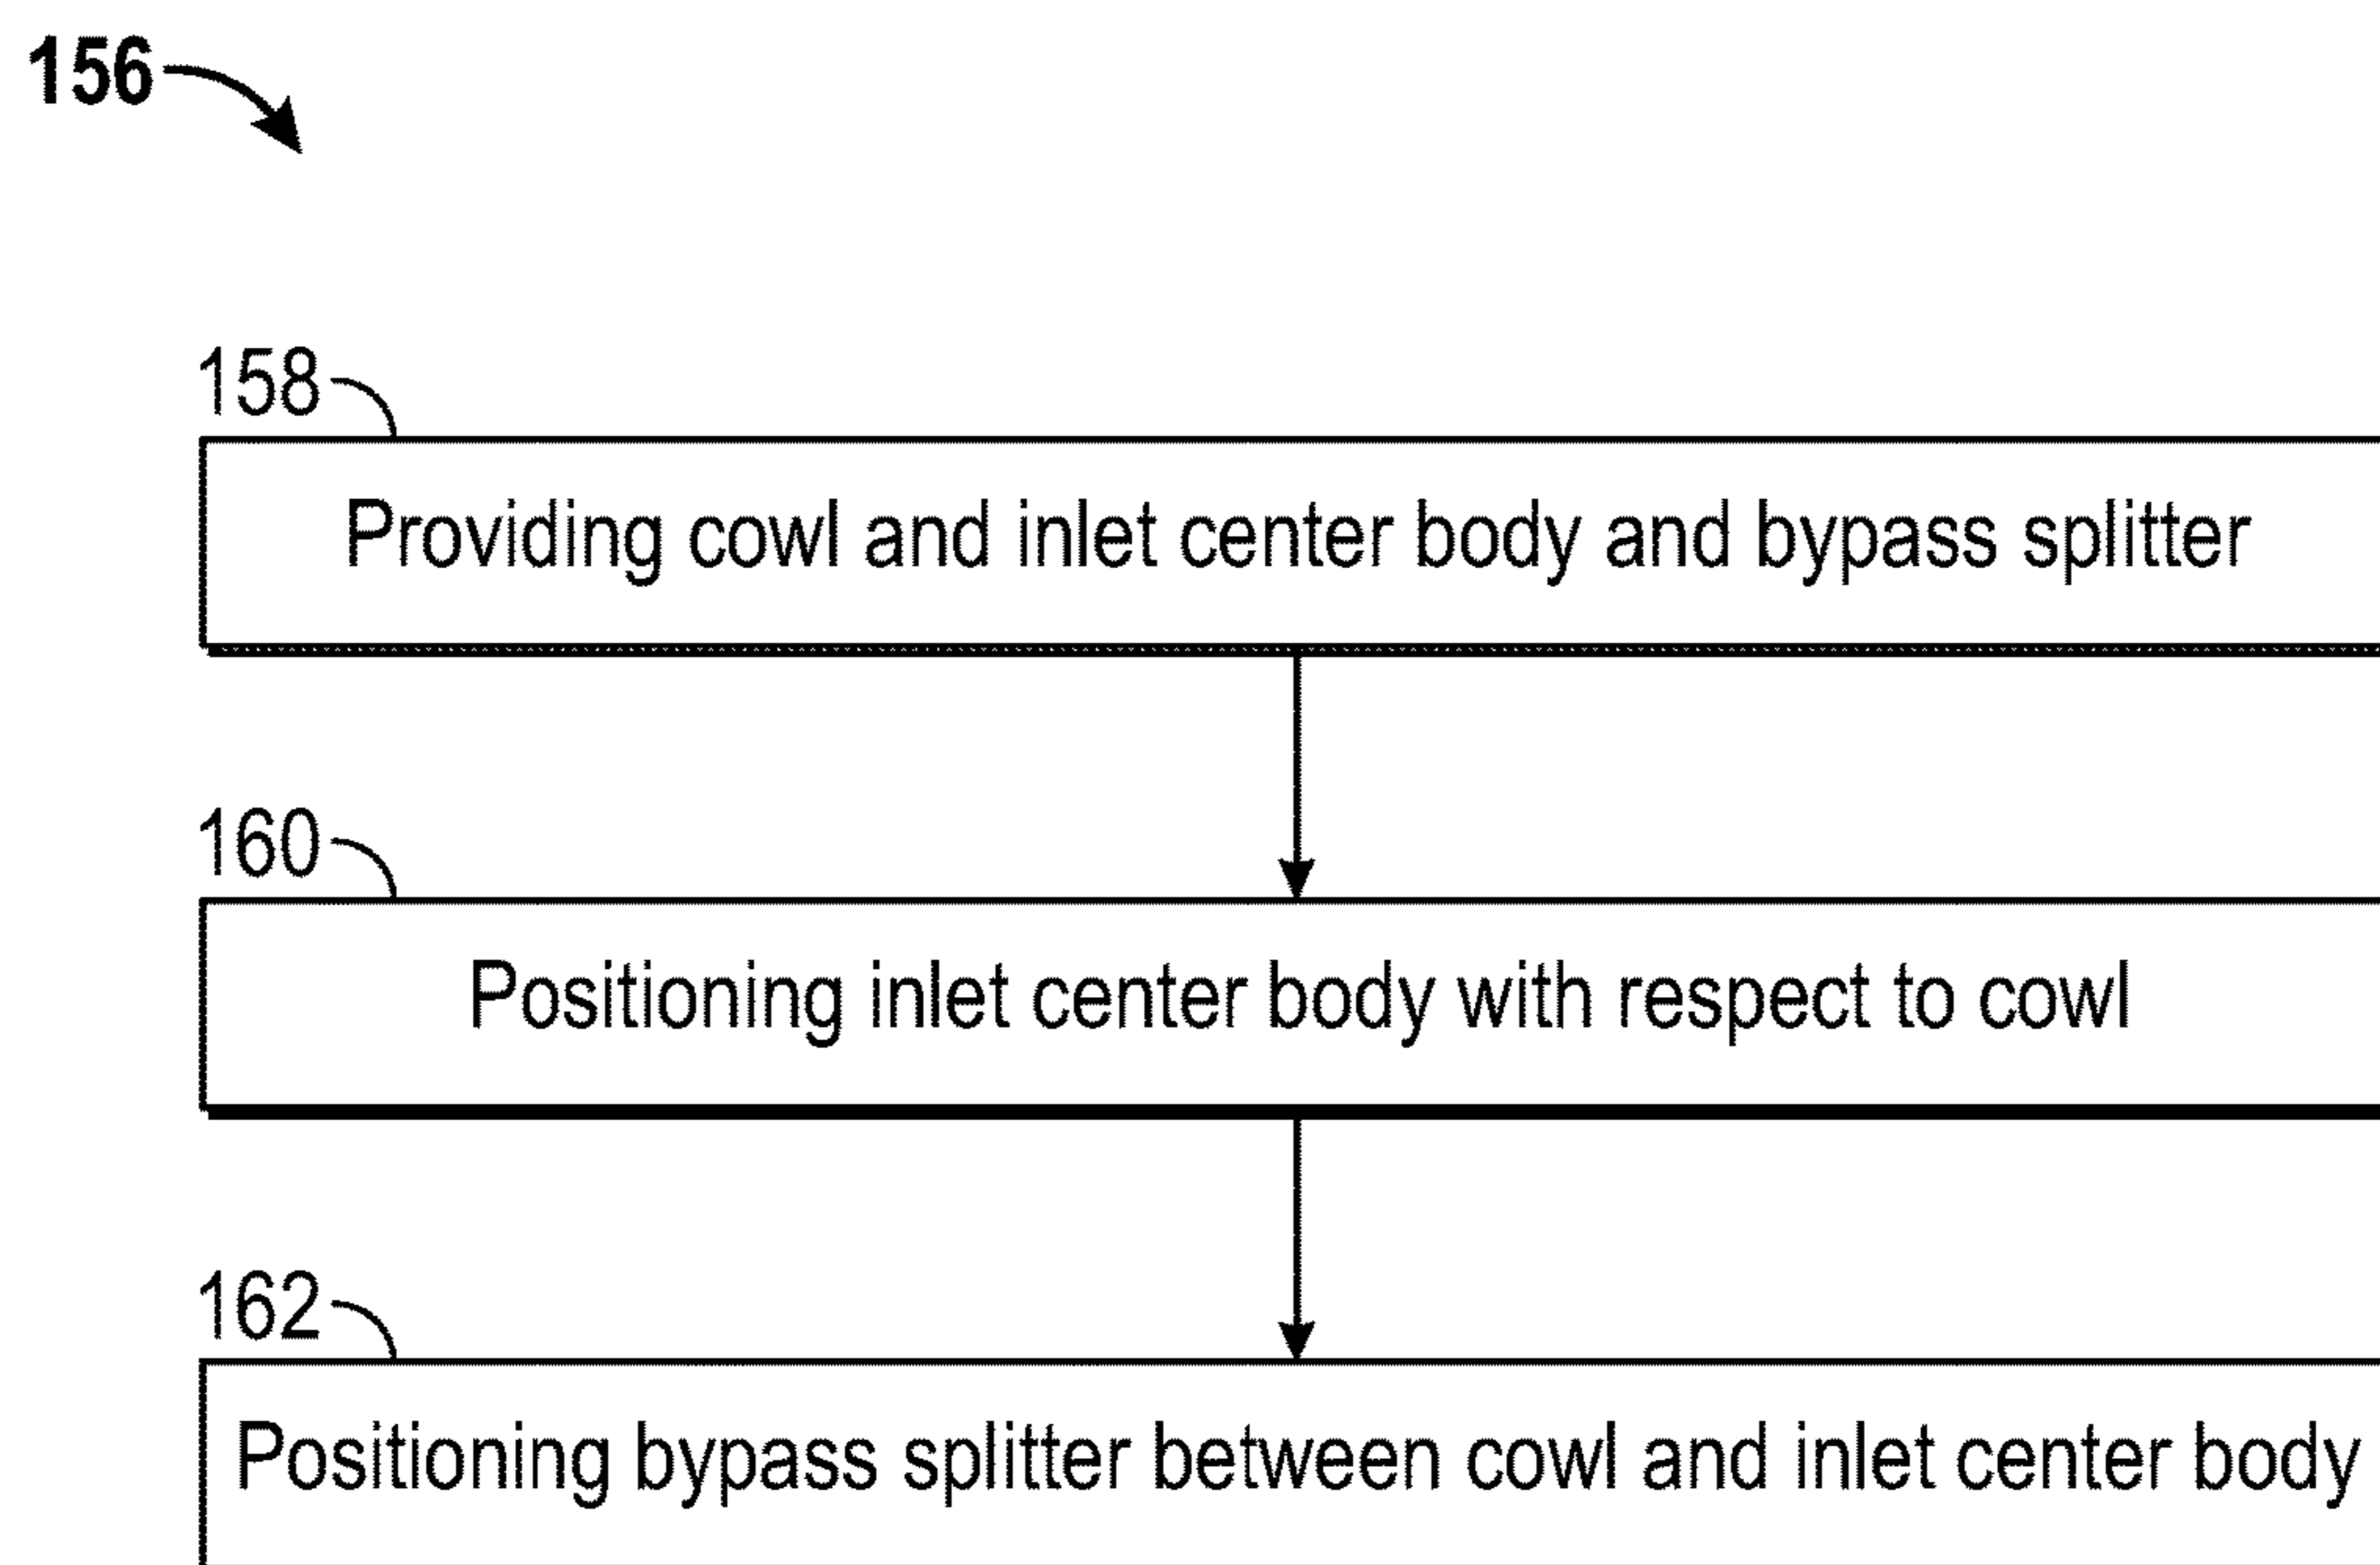 156
158
Providing cowl and inlet center body and bypass splitter
160
Positioning inlet center body with respect to cowl
162
Positioning bypass splitter between cowl and inlet center body